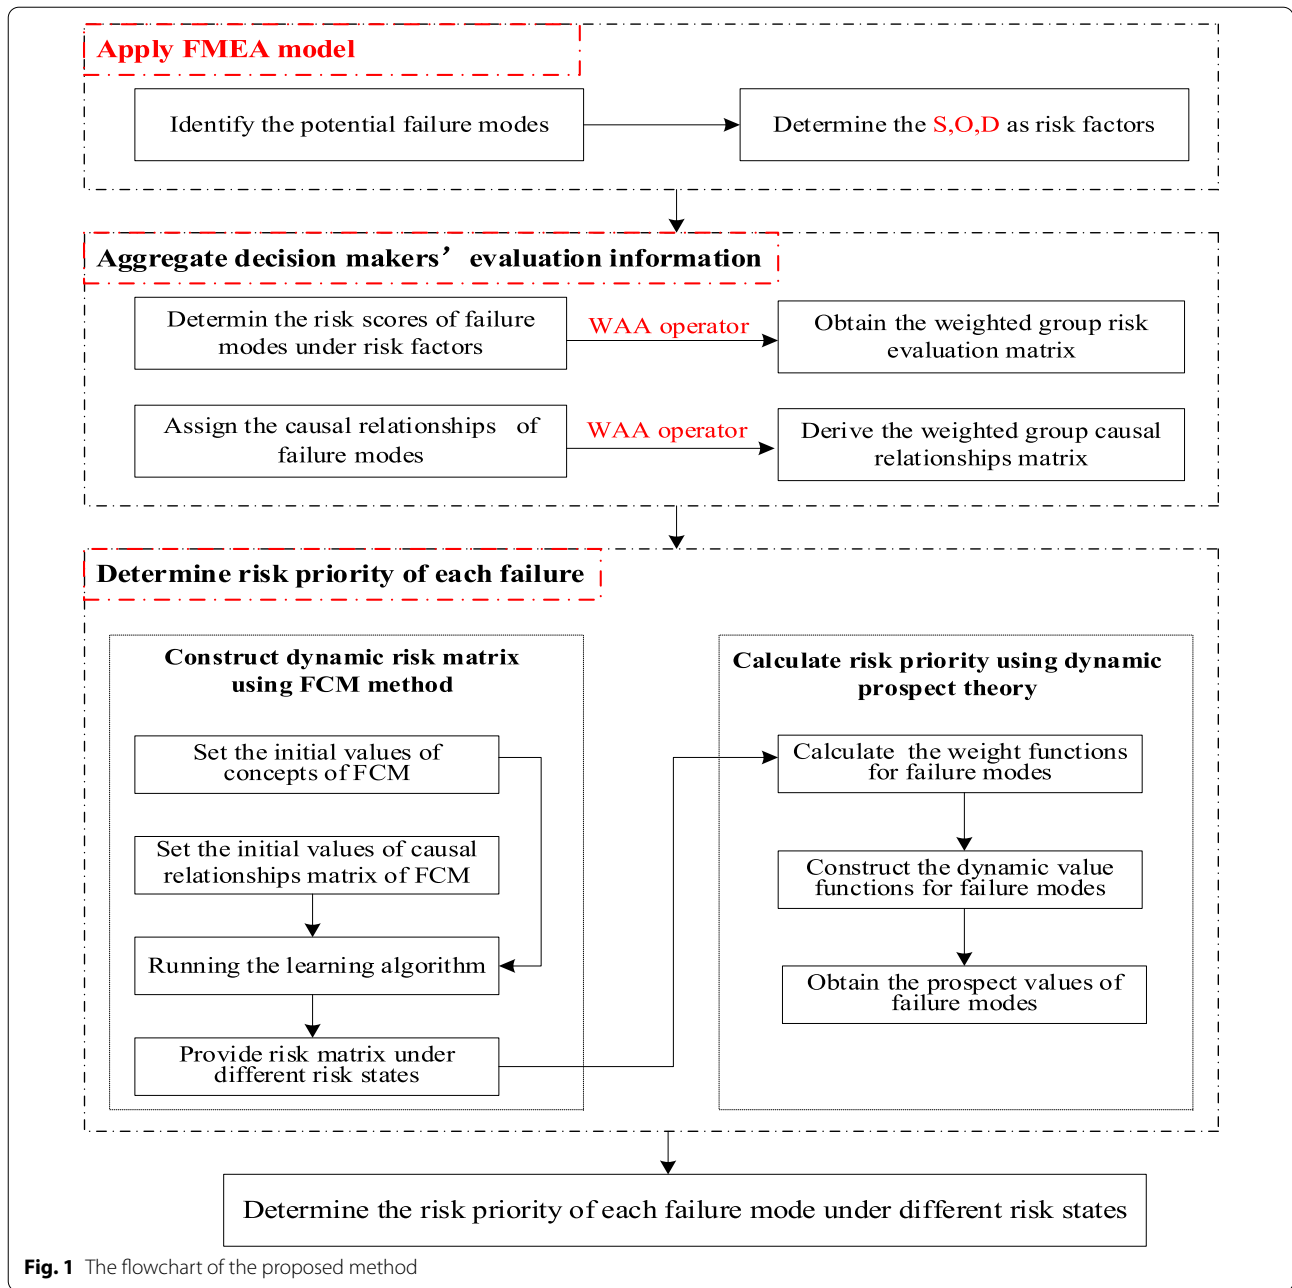 Apply FMEA model
Identify the potential failure modes
Determine the S,O,D as risk factors
Aggregate decision makers’ evaluation information
Determin the risk scores of failure
modes under risk factors
WAA operator
Obtain the weighted group risk
evaluation matrix
Assign the causal relationships of
failure modes
WAA operator
Derive the weighted group causal
relationships matrix
Determine risk priority of each failure
Construct dynamic risk matrix
using FCM method
Set the initial values of
concepts of FCM
Set the initial values of causal
relationships matrix of FCM
Running the learning algorithm
Provide risk matrix under
different risk states
Calculate risk priority using dynamic
prospect theory
Calculate the weight functions
for failure modes
Construct the dynamic value
functions for failure modes
Obtain the prospect values of
failure modes
Determine the risk priority of each failure mode under different risk states
Fig. 1 The flowchart of the proposed method